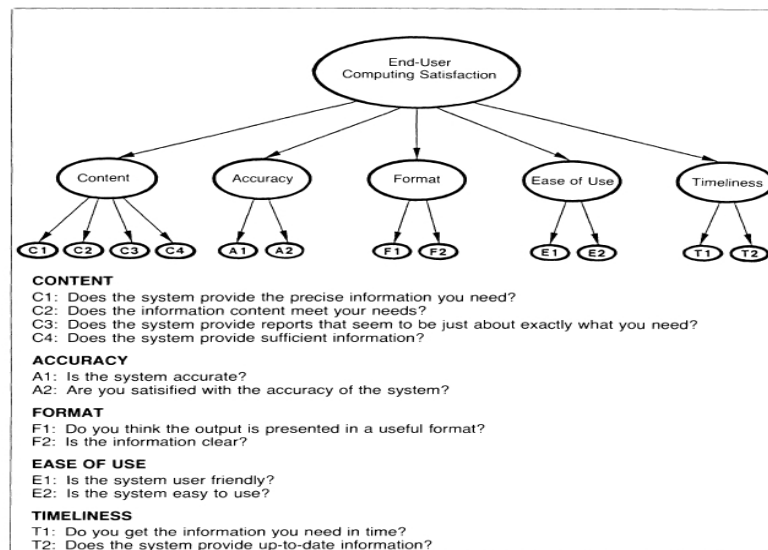 End-User
Computing Satisfaction
Content
Accuracy
Format
Ease of Use
Timeliness
C1 C2 C3 C4 A1 A2 F1 F2 E1 E2 T1 T2
CONTENT
C1: Does the system provide the precise information you need?
C2: Does the information content meet your needs?
C3: Does the system provide reports that seem to be just about exactly what you need?
C4: Does the system provide sufficient information?
ACCURACY
A1: Is the system accurate?
A2: Are you satisified with the accuracy of the system?
FORMAT
F1: Do you think the output is presented in a useful format?
F2: Is the information clear?
EASE OF USE
E1: Is the system user friendly?
E2: Is the system easy to use?
TIMELINESS
T1: Do you get the information you need in time?
T2: Does the system provide up-to-date information?